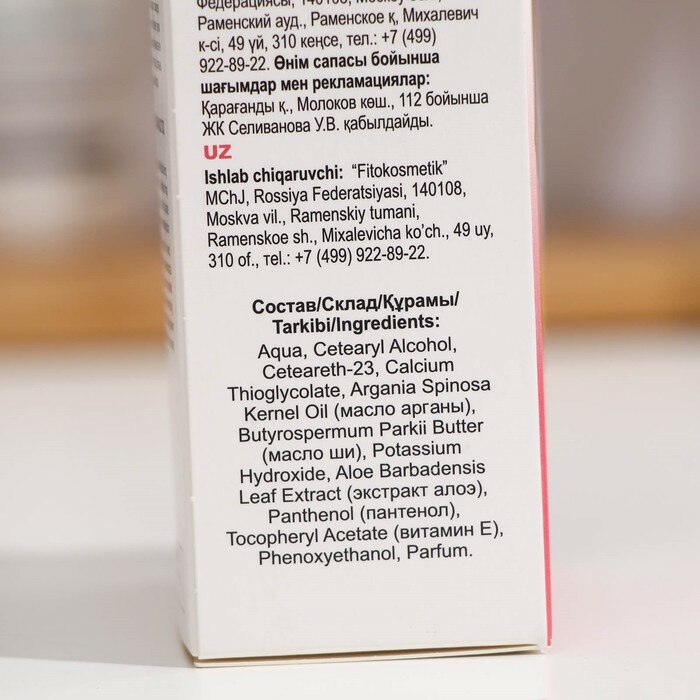 Раменский ауд., Раменское қ, Михалевич
к-сі, 49 үй, 310 кеңсе, тел.: +7 (499)
922-89-22. Өнім сапасы бойынша
шағымдар мен рекламациялар:
Қарағанды қ., Молоков көш., 112 бойынша
ЖК Селиванова У.В. қабылдайды.
UZ
Ishlab chiqaruvchi: “Fitokosmetik”
MChJ, Rossiya Federatsiyasi, 140108,
Moskva vil., Ramenskiy tumani,
Ramenskoe sh., Mixalevicha ko’ch., 49 uy,
310 of., tel.: +7 (499) 922-89-22.
Состав/Склад/Құрамы/
Tarkibi/Ingredients:
Aqua, Cetearyl Alcohol,
Ceteareth-23, Calcium
Thioglycolate, Argania Spinosa
Kernel Oil (масло арганы),
Butyrospermum Parkii Butter
(масло ши), Potassium
Hydroxide, Aloe Barbadensis
Leaf Extract (экстракт алоэ),
Panthenol (пантенол),
Tocopheryl Acetate (витамин Е),
Phenoxyethanol, Parfum.